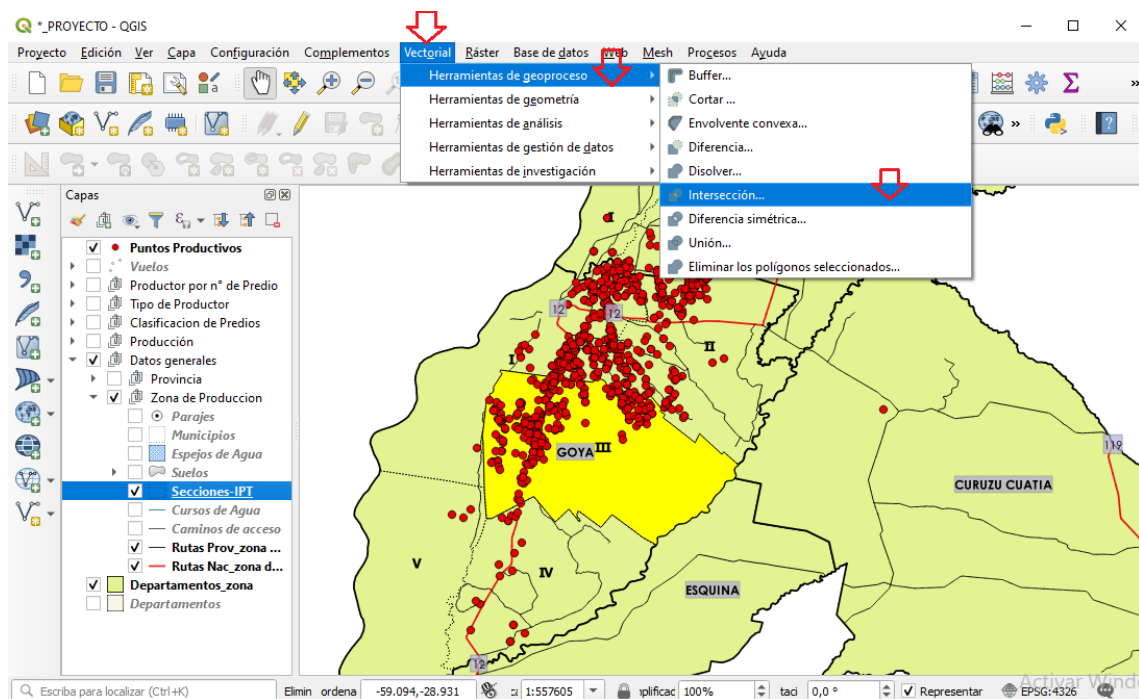 *_PROYECTO - QGIS
Proyecto Edición Ver Capa Configuración Complementos Vectorial Ráster Base de datos Web Mesh Procesos Ayuda
Herramientas de geoproceso
Herramientas de geometría
Herramientas de análisis
Herramientas de gestión de datos
Herramientas de investigación
Buffer...
Cortar ...
Envolvente convexa...
Diferencia...
Disolver...
Intersección...
Diferencia simétrica...
Unión...
Eliminar los polígonos seleccionados...
Capas
Puntos Productivos
Vuelos
Productor por n° de Predio
Tipo de Productor
Clasificacion de Predios
Producción
Datos generales
Provincia
Zona de Produccion
Parajes
Municipios
Espejos de Agua
Suelos
Secciones-IPT
Cursos de Agua
Caminos de acceso
Rutas Prov_zona ...
Rutas Nac_zona d...
Departamentos_zona
Departamentos
I
12
12
I
II
GOYA III
119
CURUZU CUATIA
V
IV
ESQUINA
12
Activar Wind
Escriba para localizar (Ctrl+K) Elimin ordena -59.094,-28.931 1:557605 plificad 100% taci 0,0 ° Representar EPSG:4326